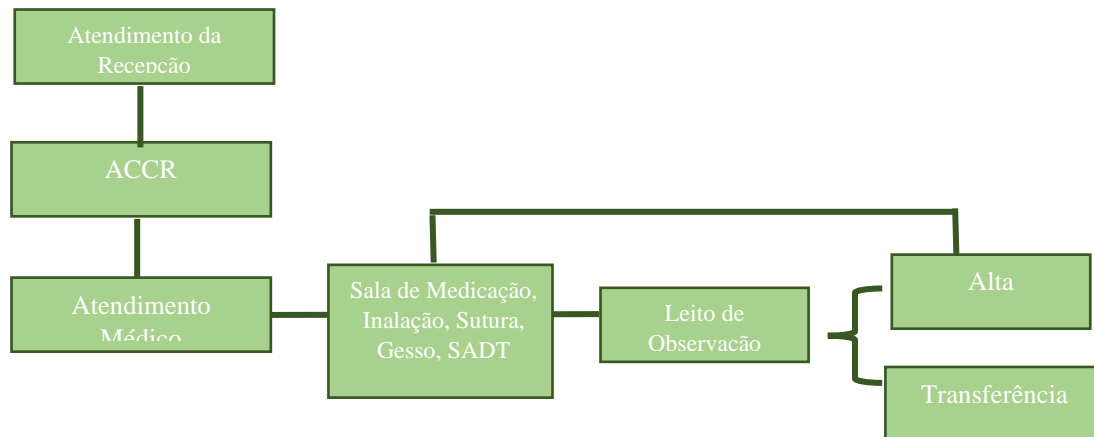 Atendimento da
Recepção
ACCR
Atendimento
Médico
Sala de Medicação,
Inalação, Sutura,
Gesso, SADT
Leito de
Observação
Alta
Transferência